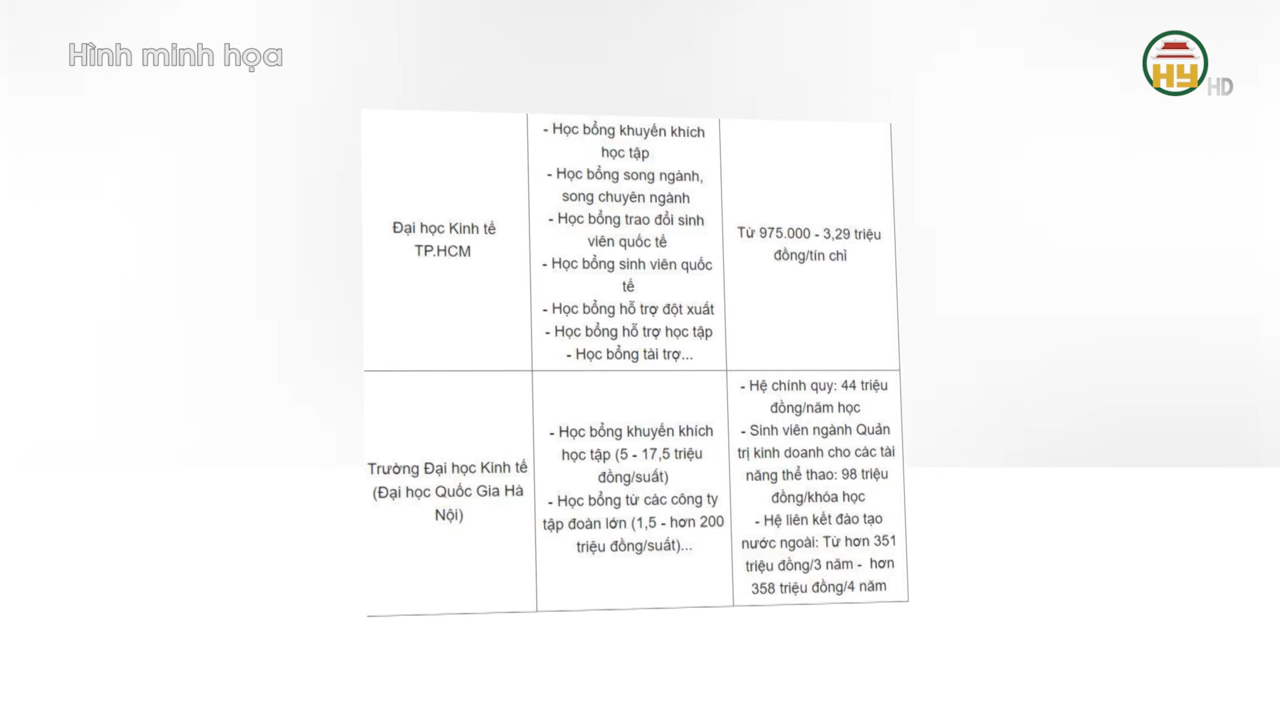 Hình minh họa
HY
HD
Đại học Kinh tế
TP.HCM
- Học bổng khuyến khích
học tập
- Học bổng song ngành,
song chuyên ngành
- Học bổng trao đổi sinh
viên quốc tế
- Học bổng sinh viên quốc
tế
- Học bổng hỗ trợ đột xuất
- Học bổng hỗ trợ học tập
- Học bổng tài trợ...
Từ 975.000 - 3,29 triệu
đồng/tín chỉ
Trường Đại học Kinh tế
(Đại học Quốc Gia Hà
Nội)
- Học bổng khuyến khích
học tập (5 - 17,5 triệu
đồng/suất)
- Học bổng từ các công ty
tập đoàn lớn (1,5 - hơn 200
triệu đồng/suất)...
- Hệ chính quy: 44 triệu
đồng/năm học
- Sinh viên ngành Quản
trị kinh doanh cho các tài
năng thể thao: 98 triệu
đồng/khóa học
- Hệ liên kết đào tạo
nước ngoài: Từ hơn 351
triệu đồng/3 năm - hơn
358 triệu đồng/4 năm